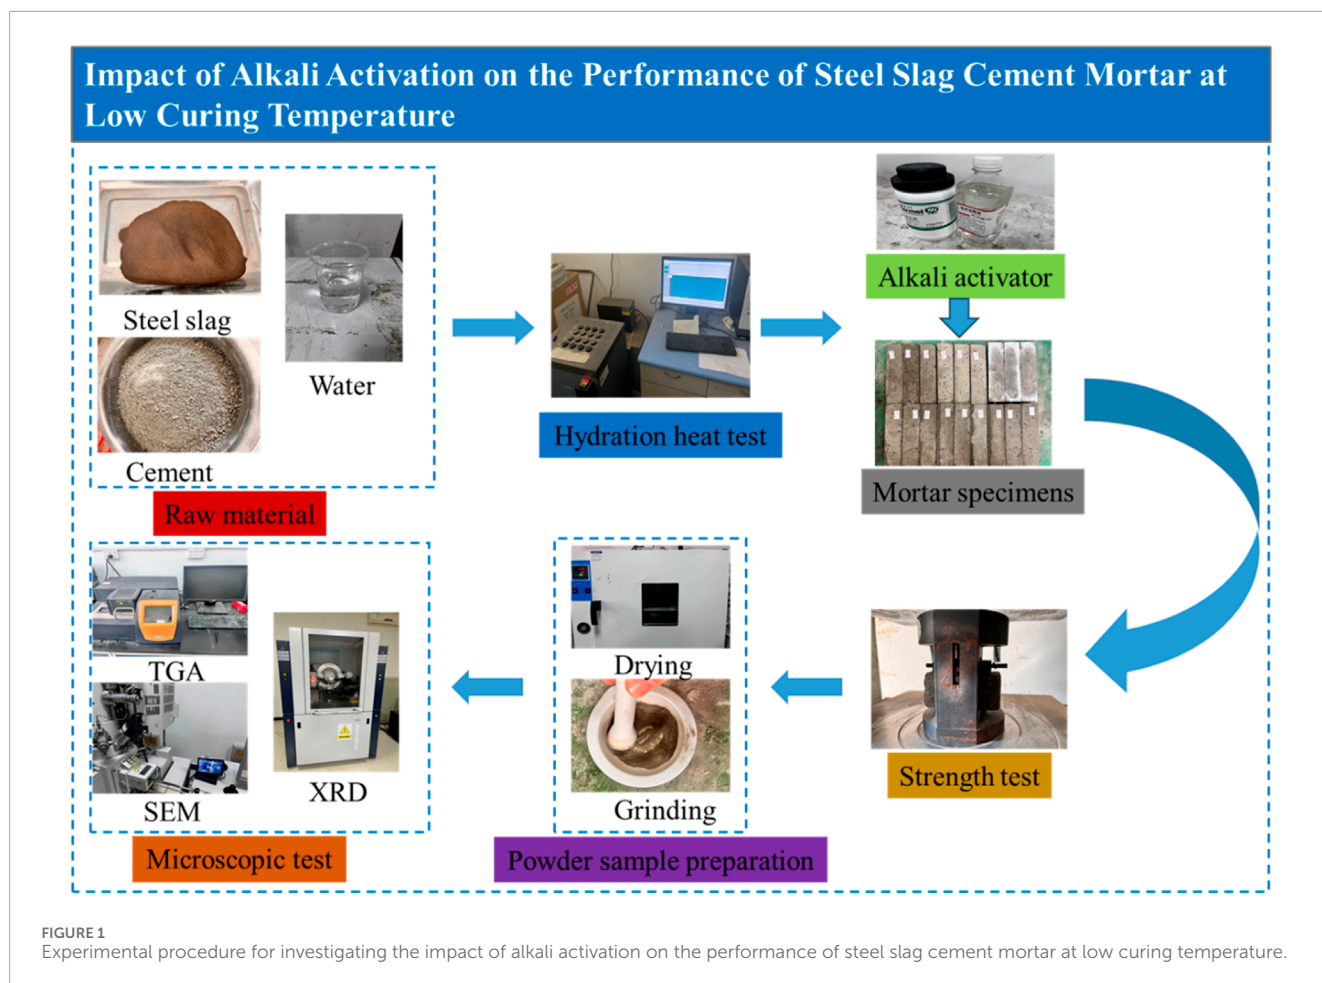 Impact of Alkali Activation on the Performance of Steel Slag Cement Mortar at
Low Curing Temperature
Steel slag
Water
Cement
Raw material
Hydration heat test
Alkali activator
Mortar specimens
Strength test
Drying
Grinding
Powder sample preparation
TGA
SEM
XRD
Microscopic test
FIGURE 1
Experimental procedure for investigating the impact of alkali activation on the performance of steel slag cement mortar at low curing temperature.